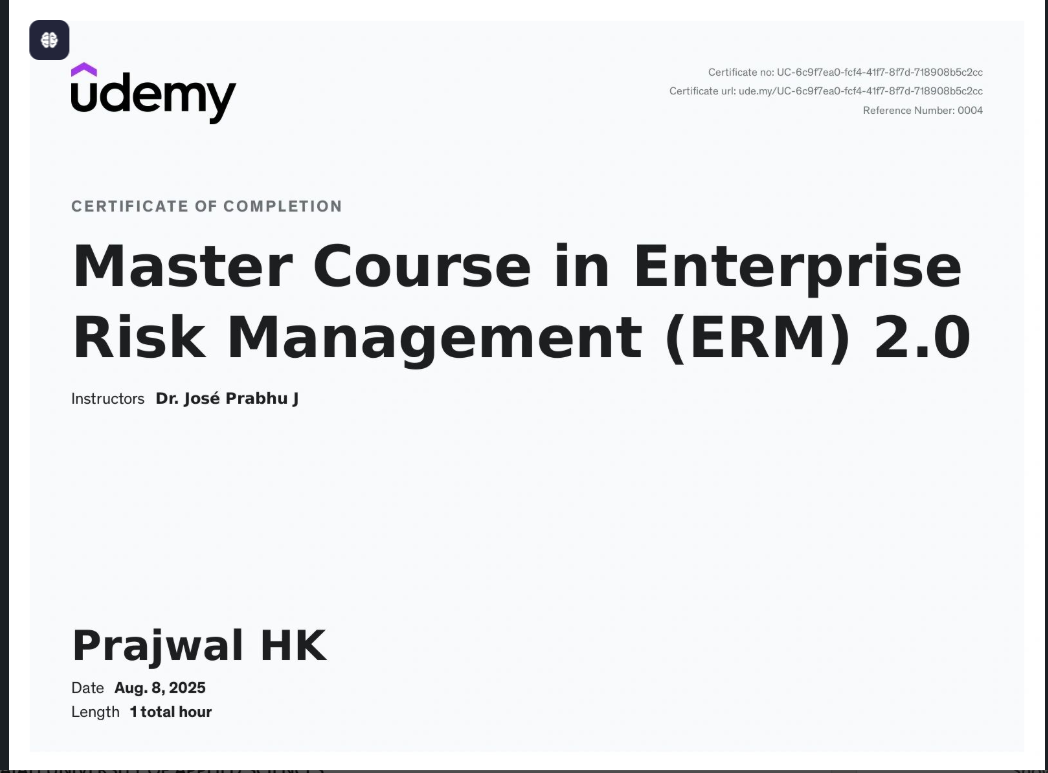 udemy
Certificate no: UC-6c9f7ea0-fcf4-41f7-8f7d-718908b5c2cc
Certificate url: ude.my/UC-6c9f7ea0-fcf4-41f7-8f7d-718908b5c2cc
Reference Number: 0004
CERTIFICATE OF COMPLETION
Master Course in Enterprise
Risk Management (ERM) 2.0
Instructors Dr. José Prabhu J
Prajwal HK
Date Aug. 8, 2025
Length 1 total hour